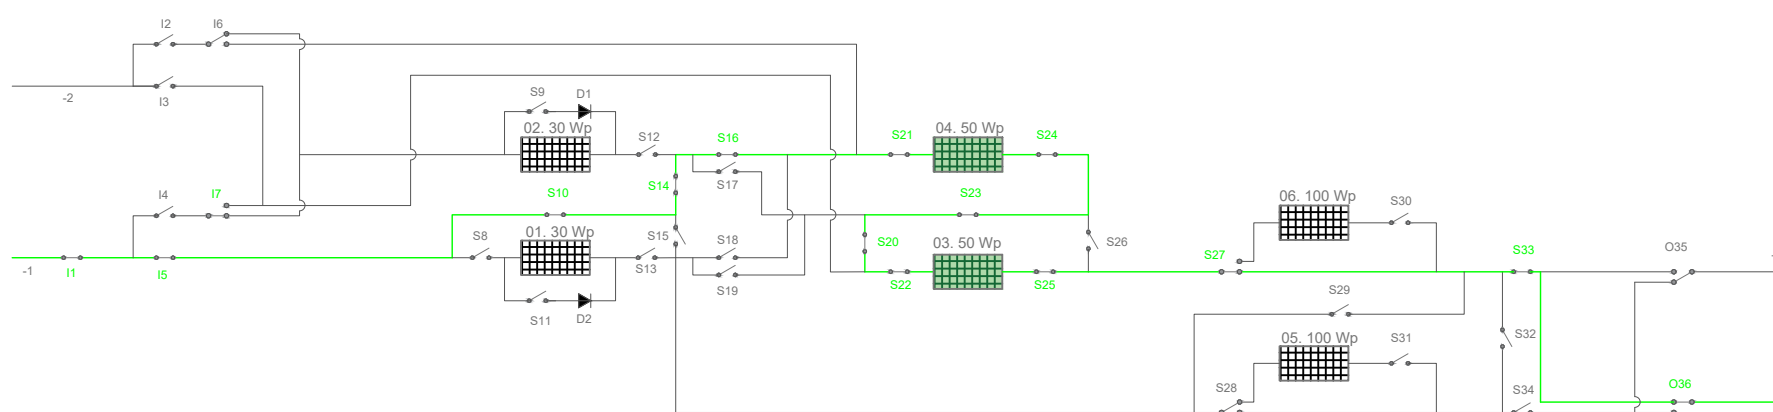 I2
I6
-2
I3
S9
D1
02. 30 Wp
S12
S16
S21
04. 50 Wp
S24
S17
S14
I4
I7
S10
S23
06. 100 Wp
S30
S8
01. 30 Wp
S15
S18
S20
03. 50 Wp
S26
S27
S33
O35
-1
I1
I5
S13
S19
S22
S25
S11
D2
S29
S32
05. 100 Wp
S31
S28
S34
O36